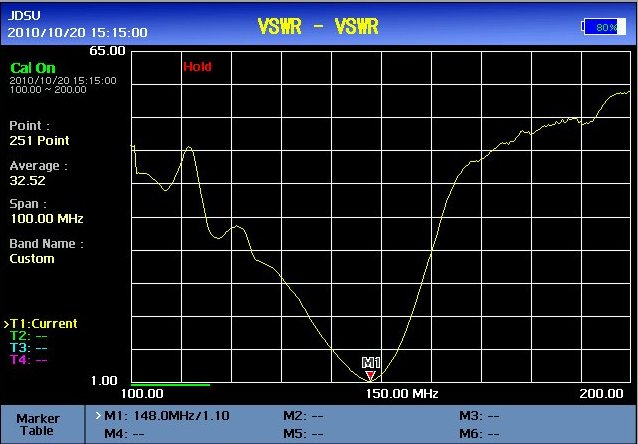 JDSU
2010/10/20 15:15:00
VSWR - VSWR
80%
Cal On
2010/10/20 15:15:00
100.00 ~ 200.00
Point :
251 Point
Average :
32.52
Span :
100.00 MHz
Band Name :
Custom
>T1:Current
T2: --
T3: --
T4: --
65.00
Hold
M1
1.00
100.00
150.00 MHz
200.00
Marker
Table
>M1: 148.0MHz/1.10
M2: --
M3: --
M4: --
M5: --
M6: --